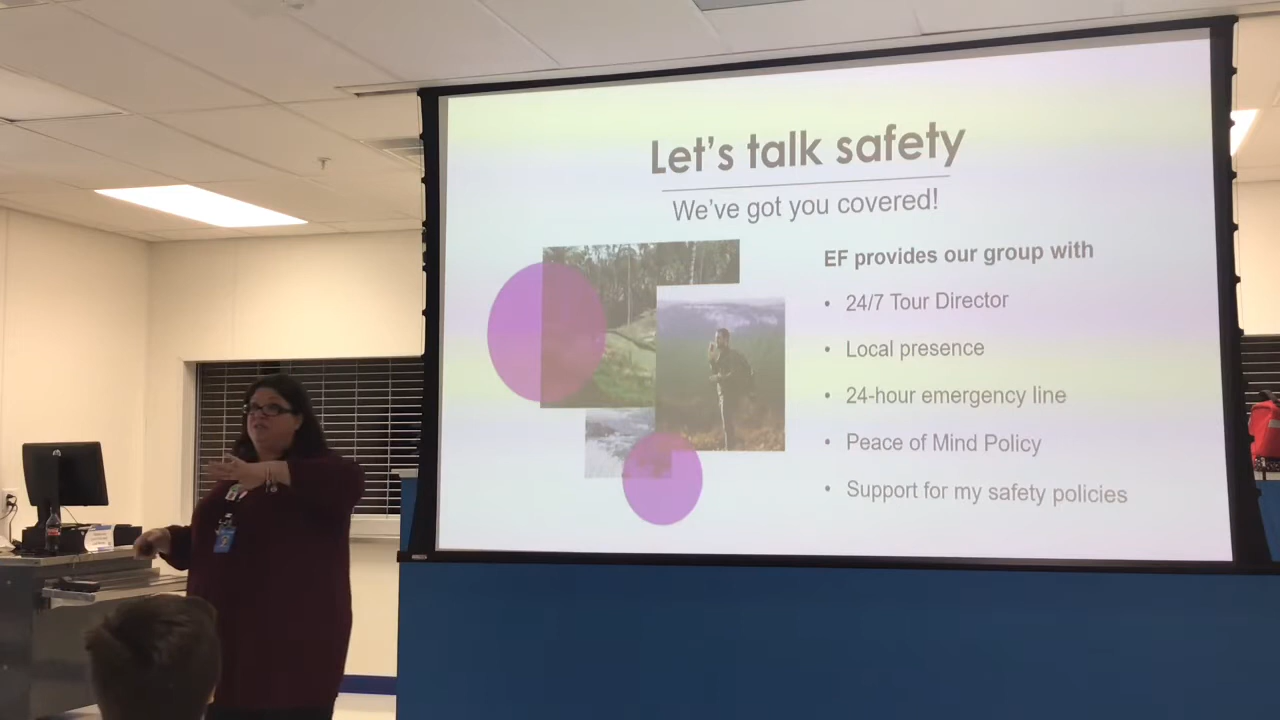 Let's talk safety
We've got you covered!
EF provides our group with
• 24/7 Tour Director
• Local presence
• 24-hour emergency line
• Peace of Mind Policy
• Support for my safety policies